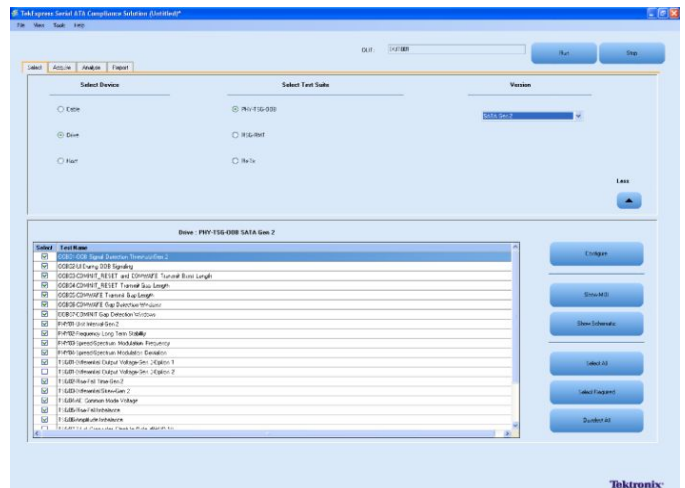 TekExpress Serial ATA Compliance Solution (Untitled)*
File View Tools Help
DUT: DUT001
Run
Stop
Select Acquire Analyze Report
Select Device
Select Test Suite
Version
Cable
PHY-TSG-OOB
SATA Gen 2
Drive
Host
Less
Drive : PHY-TSG-OOB SATA Gen 2
Select Test Name
OOB01-OOB Signal Detection Threshold-Gen 2
OOB02-UI During OOB Signaling
OOB03-COMINIT_RESET and COMWAKE Transmit Burst Length
OOB04-COMINIT_RESET Transmit Gap Length
OOB05-COMWAKE Transmit Gap Length
OOB06-COMWAKE Gap Detection Windows
OOB07-COMINIT Gap Detection Windows
PHY01-Unit Interval-Gen 2
PHY02-Frequency Long Term Stability
PHY03-Spread Spectrum Modulation Frequency
PHY04-Spread Spectrum Modulation Deviation
TSG01-Differential Output Voltage-Gen 2-Option 1
TSG01-Differential Output Voltage-Gen 2-Option 2
TSG02-Rise-Fall Time-Gen 2
TSG03-Differential Skew-Gen 2
TSG04-AC Common Mode Voltage
TSG05-Rise-Fall Imbalance
TSG06-Amplitude Imbalance
Configure
Show MOI
Show Schematic
Select All
Select Required
Deselect All
Tektronix